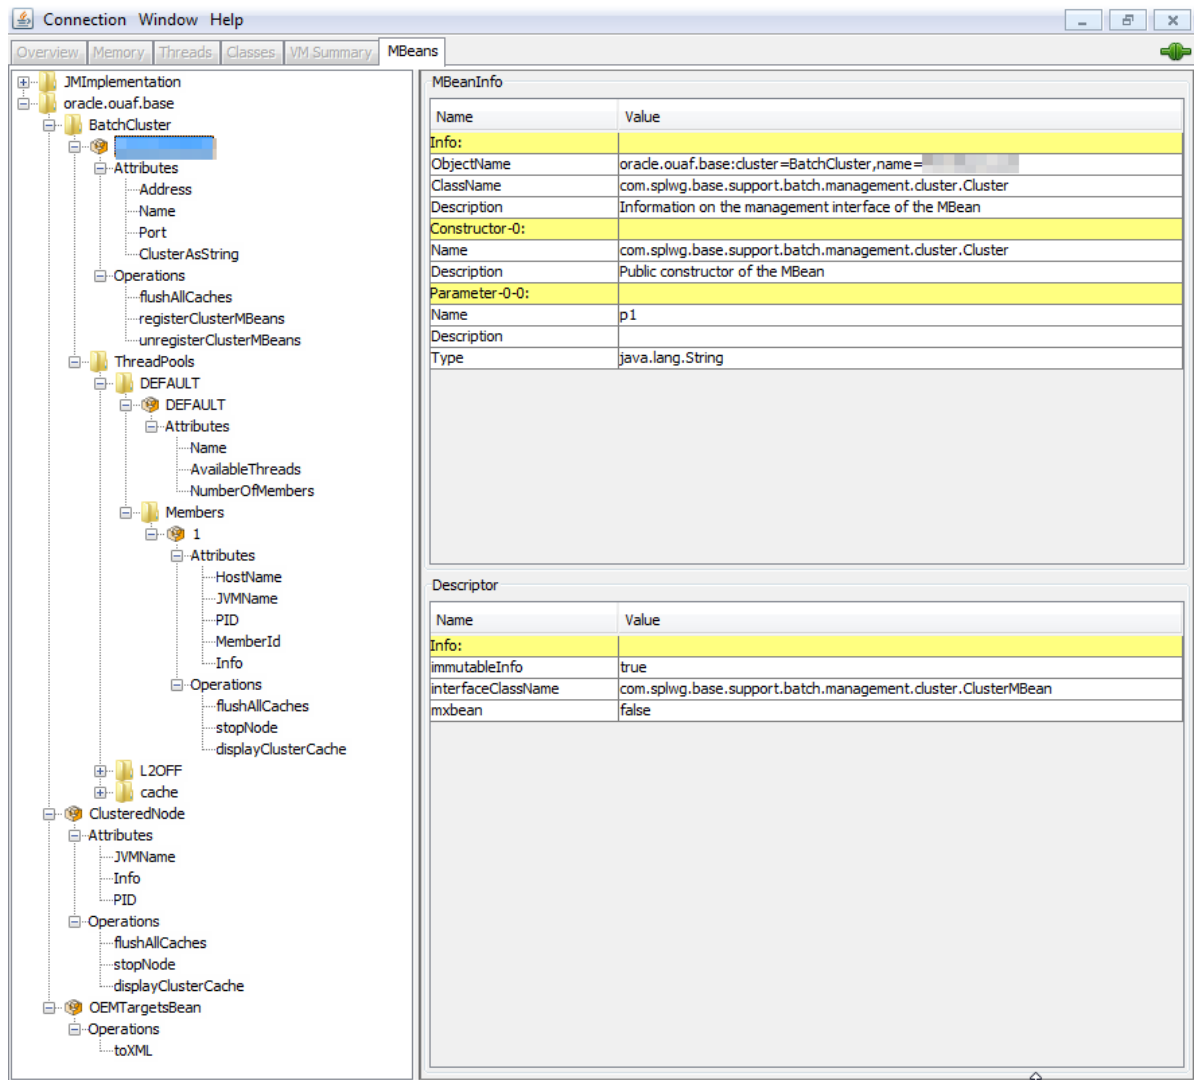 Connection Window Help
Overview Memory Threads Classes VM Summary MBeans
JMImplementation
oracle.ouaf.base
BatchCluster
Attributes
Address
Name
Port
ClusterAsString
Operations
flushAllCaches
registerClusterMBeans
unregisterClusterMBeans
ThreadPools
DEFAULT
DEFAULT
Attributes
Name
AvailableThreads
NumberOfMembers
Members
1
Attributes
HostName
JVMName
PID
MemberId
Info
Operations
flushAllCaches
stopNode
displayClusterCache
L2OFF
cache
ClusteredNode
Attributes
JVMName
Info
PID
Operations
flushAllCaches
stopNode
displayClusterCache
OEMTargetsBean
Operations
toXML
MBeanInfo
Name Value
Info:
ObjectName oracle.ouaf.base:cluster=BatchCluster,name=
ClassName com.splwg.base.support.batch.management.cluster.Cluster
Description Information on the management interface of the MBean
Constructor-0:
Name com.splwg.base.support.batch.management.cluster.Cluster
Description Public constructor of the MBean
Parameter-0-0:
Name p1
Description
Type java.lang.String
Descriptor
Name Value
Info:
immutableInfo true
interfaceClassName com.splwg.base.support.batch.management.cluster.ClusterMBean
mxbean false